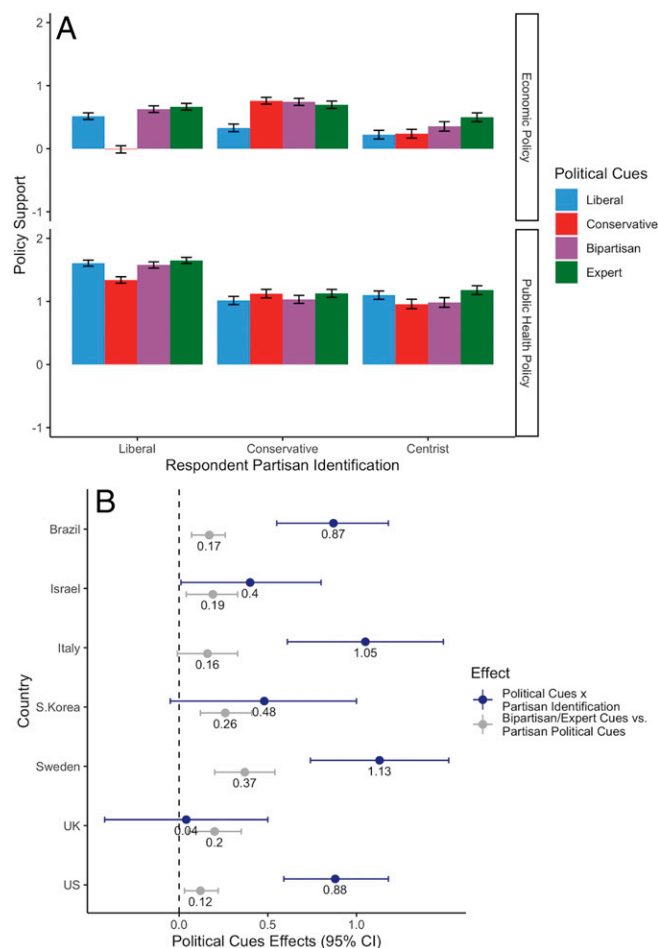 A
2
1
0
-1
Economic Policy
2
1
0
-1
Public Health Policy
Policy Support
Liberal
Conservative
Centrist
Respondent Partisan Identification
Political Cues
Liberal
Conservative
Bipartisan
Expert
B
Brazil
0.87
0.17
Israel
0.4
0.19
Italy
1.05
0.16
S.Korea
0.48
0.26
Sweden
1.13
0.37
UK
0.04
0.2
US
0.88
0.12
Country
0.0
0.5
1.0
Political Cues Effects (95% CI)
Effect
Political Cues x
Partisan Identification
Bipartisan/Expert Cues vs.
Partisan Political Cues